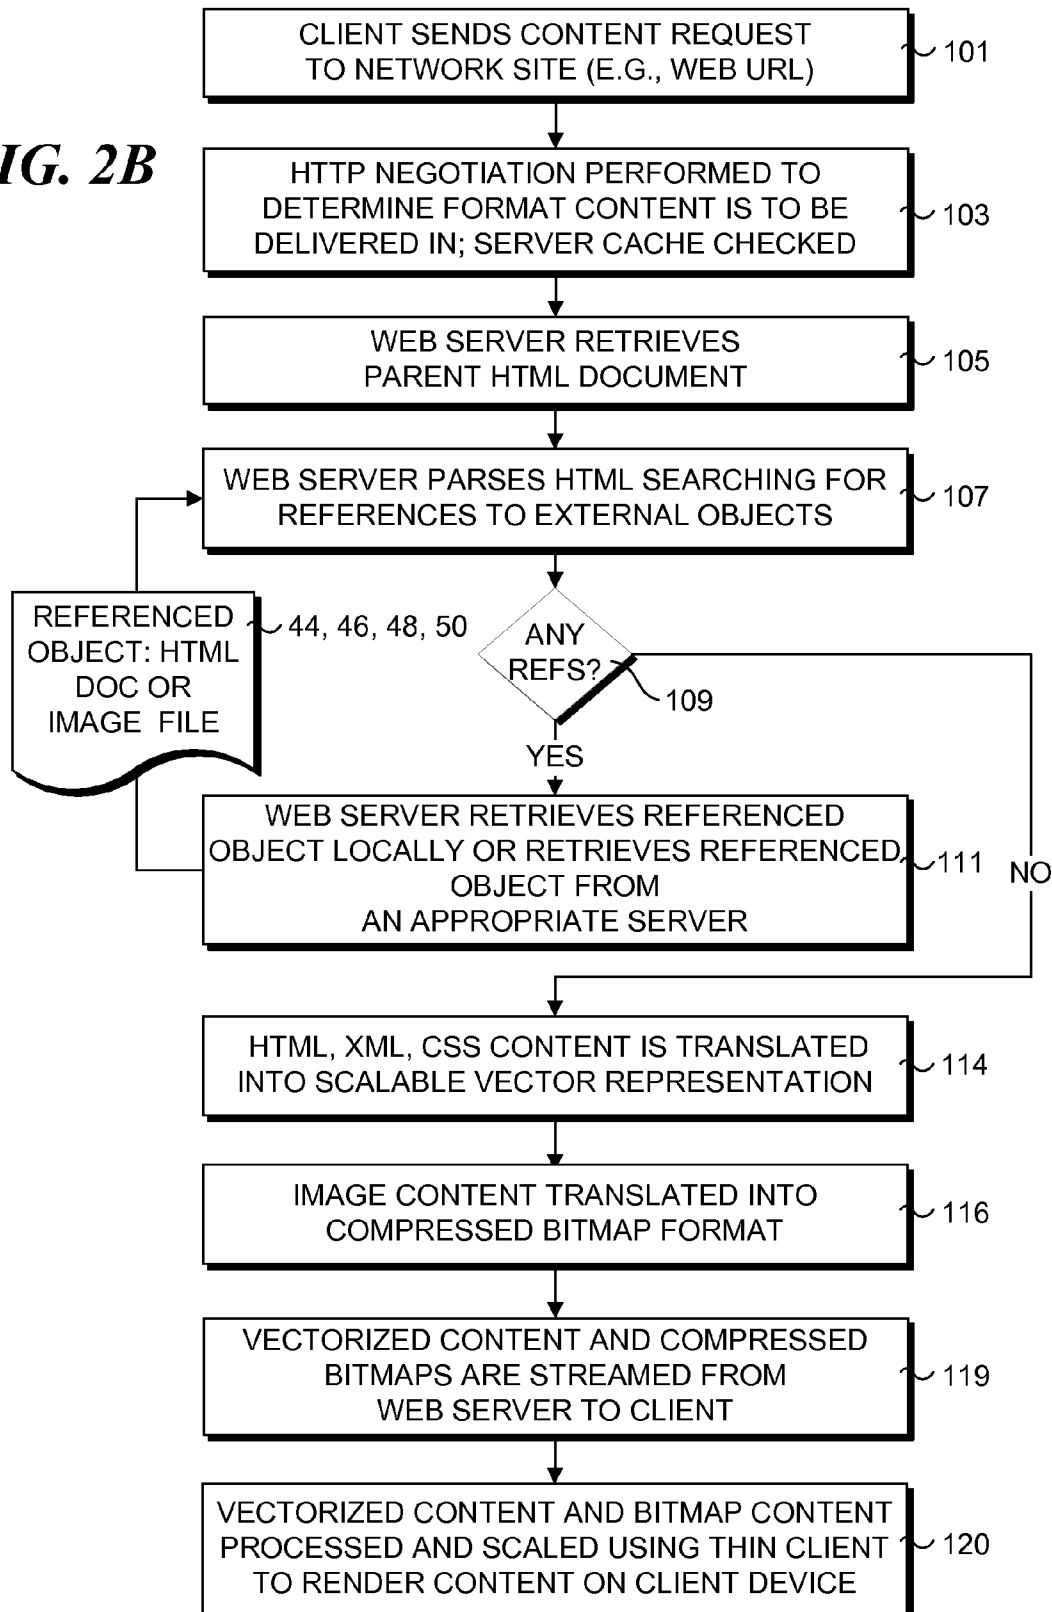 CLIENT SENDS CONTENT REQUEST
TO NETWORK SITE (E.G., WEB URL)
101
IG. 2B
HTTP NEGOTIATION PERFORMED TO
DETERMINE FORMAT CONTENT IS TO BE
DELIVERED IN; SERVER CACHE CHECKED
103
WEB SERVER RETRIEVES
PARENT HTML DOCUMENT
105
WEB SERVER PARSES HTML SEARCHING FOR
REFERENCES TO EXTERNAL OBJECTS
107
REFERENCED
OBJECT: HTML
DOC OR
IMAGE FILE
44, 46, 48, 50
ANY
REFS?
109
YES
NO
WEB SERVER RETRIEVES REFERENCED
OBJECT LOCALLY OR RETRIEVES REFERENCED
OBJECT FROM
AN APPROPRIATE SERVER
111
HTML, XML, CSS CONTENT IS TRANSLATED
INTO SCALABLE VECTOR REPRESENTATION
114
IMAGE CONTENT TRANSLATED INTO
COMPRESSED BITMAP FORMAT
116
VECTORIZED CONTENT AND COMPRESSED
BITMAPS ARE STREAMED FROM
WEB SERVER TO CLIENT
119
VECTORIZED CONTENT AND BITMAP CONTENT
PROCESSED AND SCALED USING THIN CLIENT
TO RENDER CONTENT ON CLIENT DEVICE
120